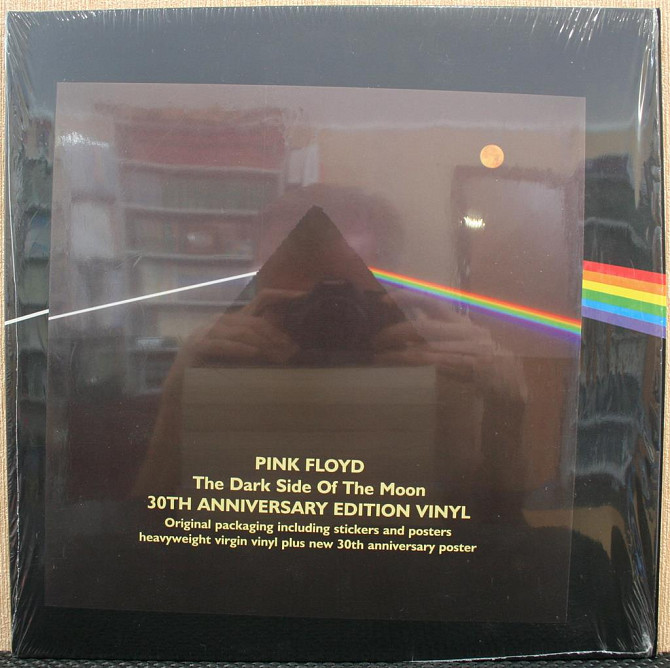 PINK FLOYD
The Dark Side Of The Moon
30TH ANNIVERSARY EDITION VINYL
Original packaging including stickers and posters
heavyweight virgin vinyl plus new 30th anniversary poster